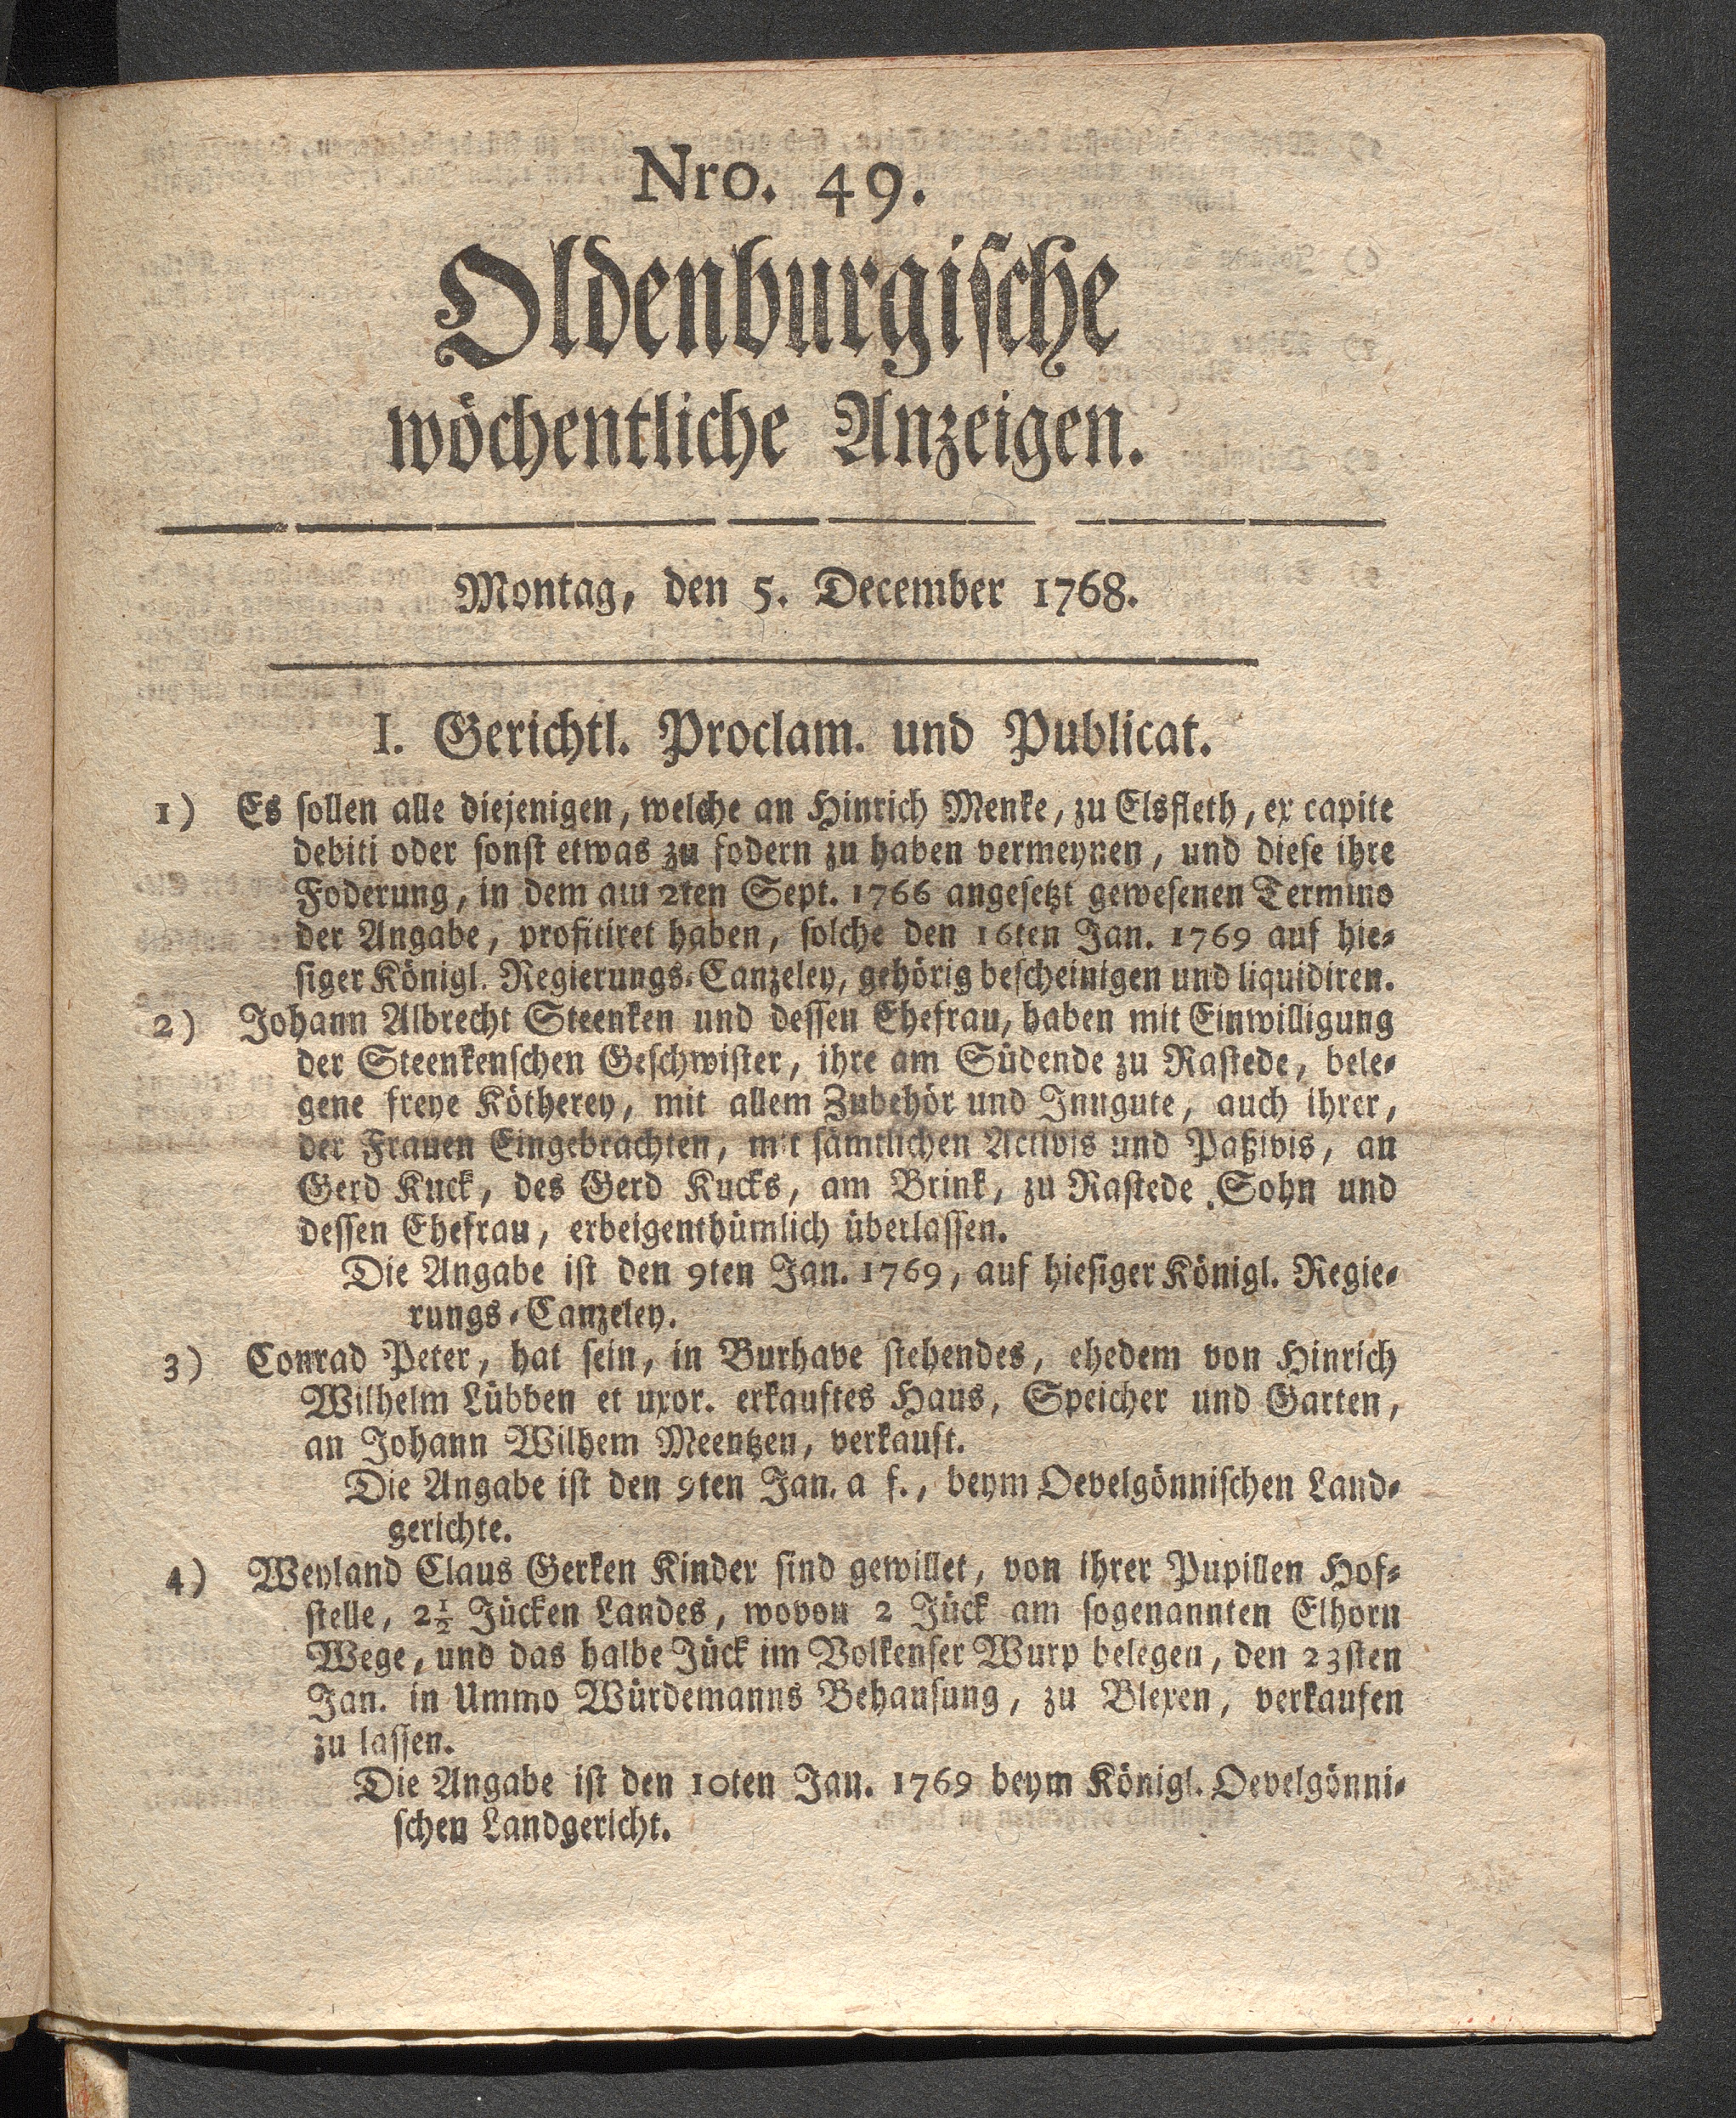 Nro. 49.
Oldenburgische
wöchentliche Anzeigen.
Montag, den 5. December 1768.
I. Gerichtl. Proclam. und Publicat.
1) Es sollen alle diejenigen, welche an Hinrich Menke, zu Elsfleth, ex capite
debiti oder sonst etwas zu fodern zu haben vermeynen, und diese ihre
Foderung, in dem am 2ten Sept. 1766 angesetzt gewesenen Termino
der Angabe, profitiret haben, solche den 16ten Jan. 1769 auf hie-
siger Königl. Regierungs-Canzeley, gehörig bescheinigen und liquidiren.
2) Johann Albrecht Steenken und dessen Ehefrau, haben mit Einwilligung
der Steenkenschen Geschwister, ihre am Südende zu Rastede, bele-
gene freye Kötherey, mit allem Zubehör und Inngute, auch ihrer,
der Frauen Eingebrachten, mit sämtlichen Activis und Paßivis, an
Gerd Kuck, des Gerd Kucks, am Brink, zu Rastede Sohn und
dessen Ehefrau, erbeigenthümlich überlassen.
Die Angabe ist den 9ten Jan. 1769, auf hiesiger Königl. Regie-
rungs-Canzeley.
3) Conrad Peter, hat sein, in Burhave stehendes, ehedem von Hinrich
Wilhelm Lübben et uxor. erkauftes Haus, Speicher und Garten,
an Johann Wilhem Meentzen, verkauft.
Die Angabe ist den 9ten Jan. a f., beym Oevelgönnischen Land-
gerichte.
4) Weyland Claus Gerken Kinder sind gewillet, von ihrer Pupillen Hof-
stelle, 2½ Jücken Landes, wovon 2 Jück am sogenannten Elhorn
Wege, und das halbe Jück im Volkenser Wurp belegen, den 23sten
Jan. in Ummo Würdemanns Behausung, zu Blexen, verkaufen
zu lassen.
Die Angabe ist den 10ten Jan. 1769 beym Königl. Oevelgönni-
schen Landgericht.